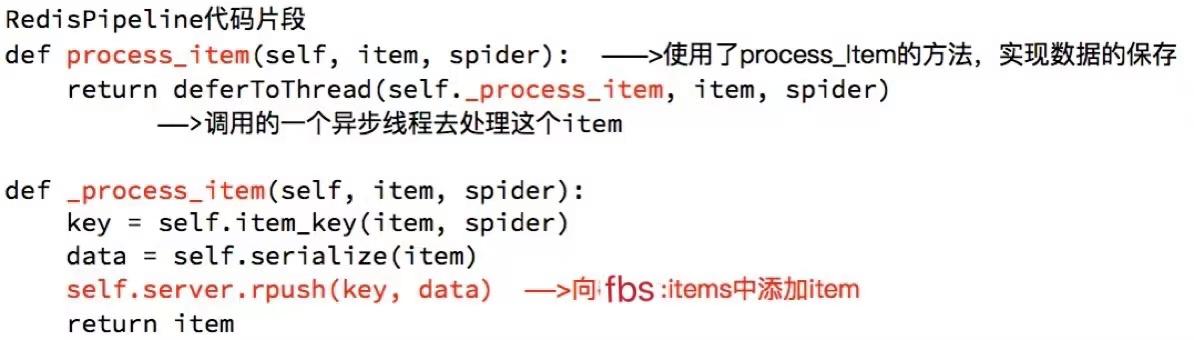 RedisPipeline代码片段
def process_item(self, item, spider): ——>使用了process_Item的方法，实现数据的保存
    return deferToThread(self._process_item, item, spider)
        ——>调用的一个异步线程去处理这个item
def _process_item(self, item, spider):
    key = self.item_key(item, spider)
    data = self.serialize(item)
    self.server.rpush(key, data) ——>向fbs:items中添加item
    return item